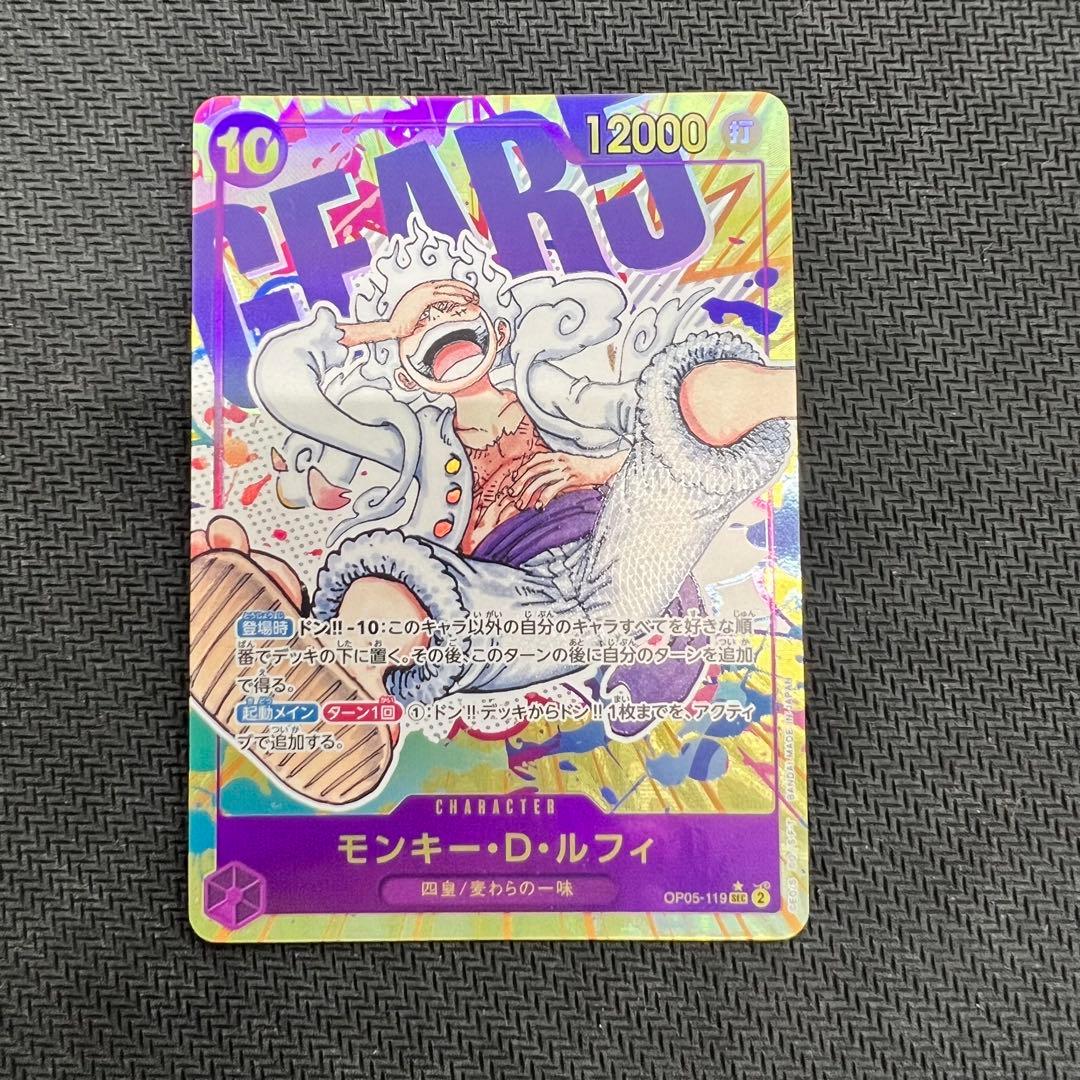 10
12000 打
GEAR5
登場時 ドン!!-10:このキャラ以外の自分のキャラすべてを好きな順
番でデッキの下に置く。その後、このターンの後に自分のターンを追加
で得る。
起動メイン ターン1回 ①:ドン!!デッキからドン!!1枚までを、アクティ
ブで追加する。
CHARACTER
モンキー・D・ルフィ
四皇/麦わらの一味
OP05-119 SEC 2
BANDAI MADE IN JAPAN